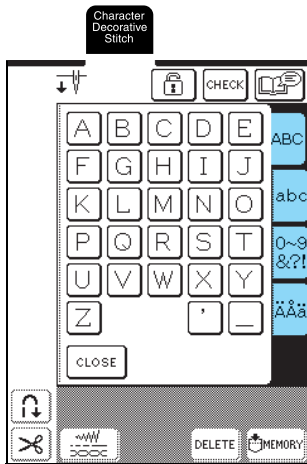 Character
Decorative
Stitch
CHECK
A B C D E
ABC
F G H I J
K L M N O
abc
P Q R S T
0~9
&?!
U V W X Y
Z ' _
ÄÅä
CLOSE
DELETE MEMORY